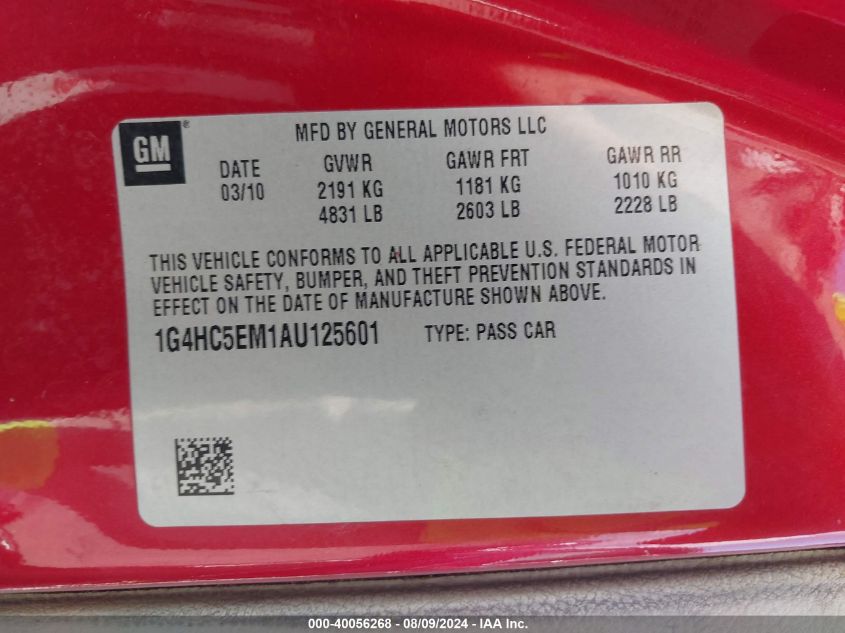 GM ®
MFD BY GENERAL MOTORS LLC
DATE GVWR GAWR FRT GAWR RR
03/10 2191 KG 1181 KG 1010 KG
4831 LB 2603 LB 2228 LB
THIS VEHICLE CONFORMS TO ALL APPLICABLE U.S. FEDERAL MOTOR
VEHICLE SAFETY, BUMPER, AND THEFT PREVENTION STANDARDS IN
EFFECT ON THE DATE OF MANUFACTURE SHOWN ABOVE.
1G4HC5EM1AU125601 TYPE: PASS CAR
000-40056268 - 08/09/2024 - IAA Inc.